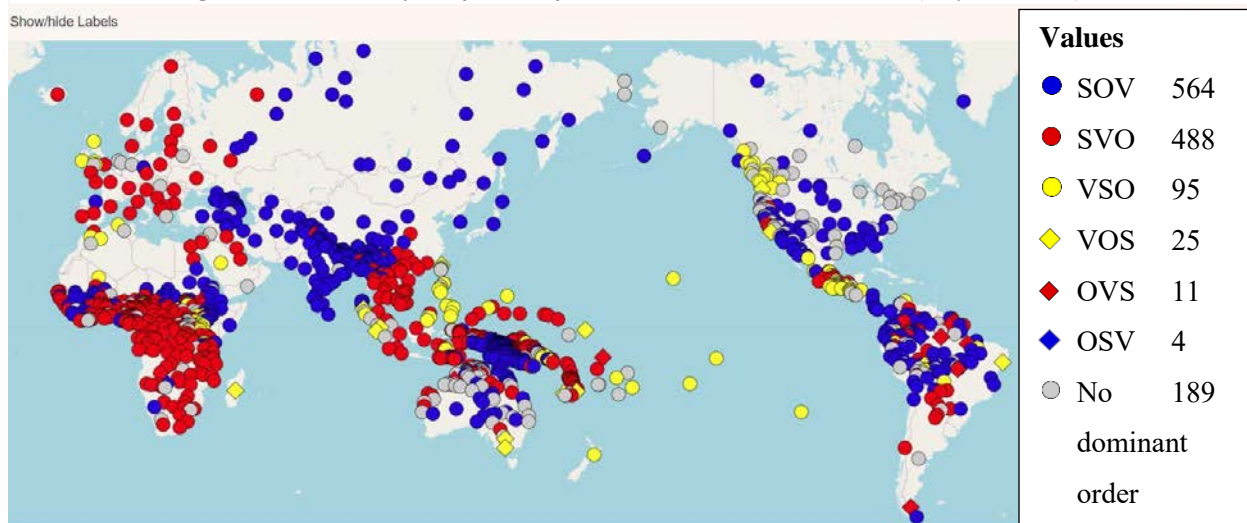 Show/hide Labels
Values
SOV 564
SVO 488
VSO 95
VOS 25
OVS 11
OSV 4
No 189
dominant
order